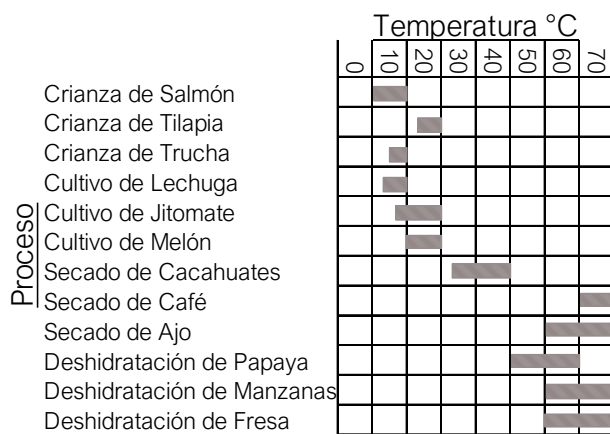 Temperatura °C
0 10 20 30 40 50 60 70
Proceso
Crianza de Salmón
Crianza de Tilapia
Crianza de Trucha
Cultivo de Lechuga
Cultivo de Jitomate
Cultivo de Melón
Secado de Cacahuates
Secado de Café
Secado de Ajo
Deshidratación de Papaya
Deshidratación de Manzanas
Deshidratación de Fresa